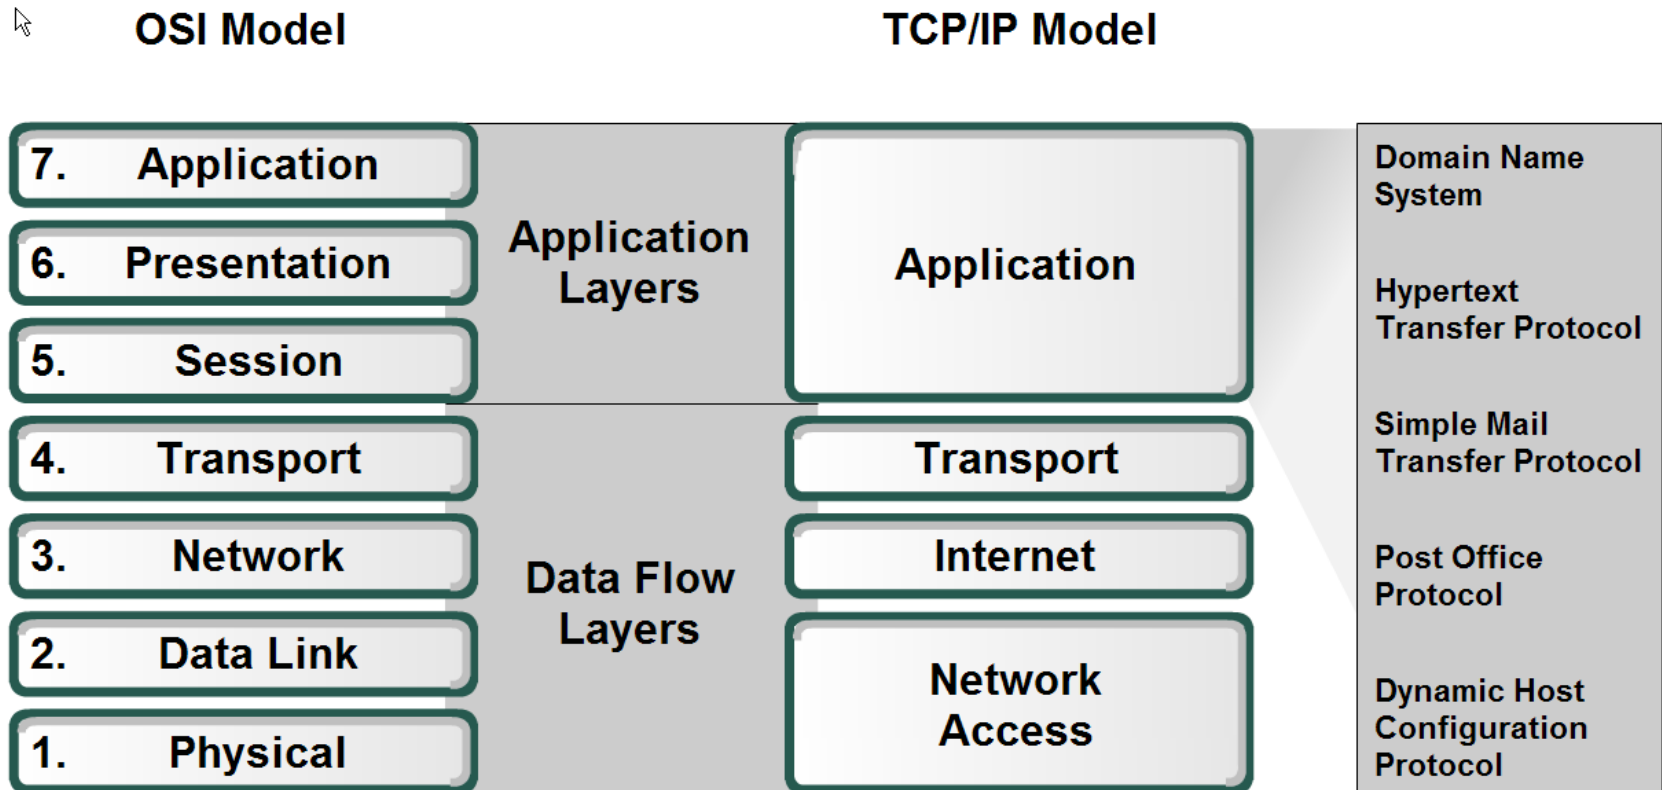 OSI Model
TCP/IP Model
7. Application
6. Presentation
5. Session
4. Transport
3. Network
2. Data Link
1. Physical
Application
Layers
Data Flow
Layers
Application
Transport
Internet
Network
Access
Domain Name
System
Hypertext
Transfer Protocol
Simple Mail
Transfer Protocol
Post Office
Protocol
Dynamic Host
Configuration
Protocol